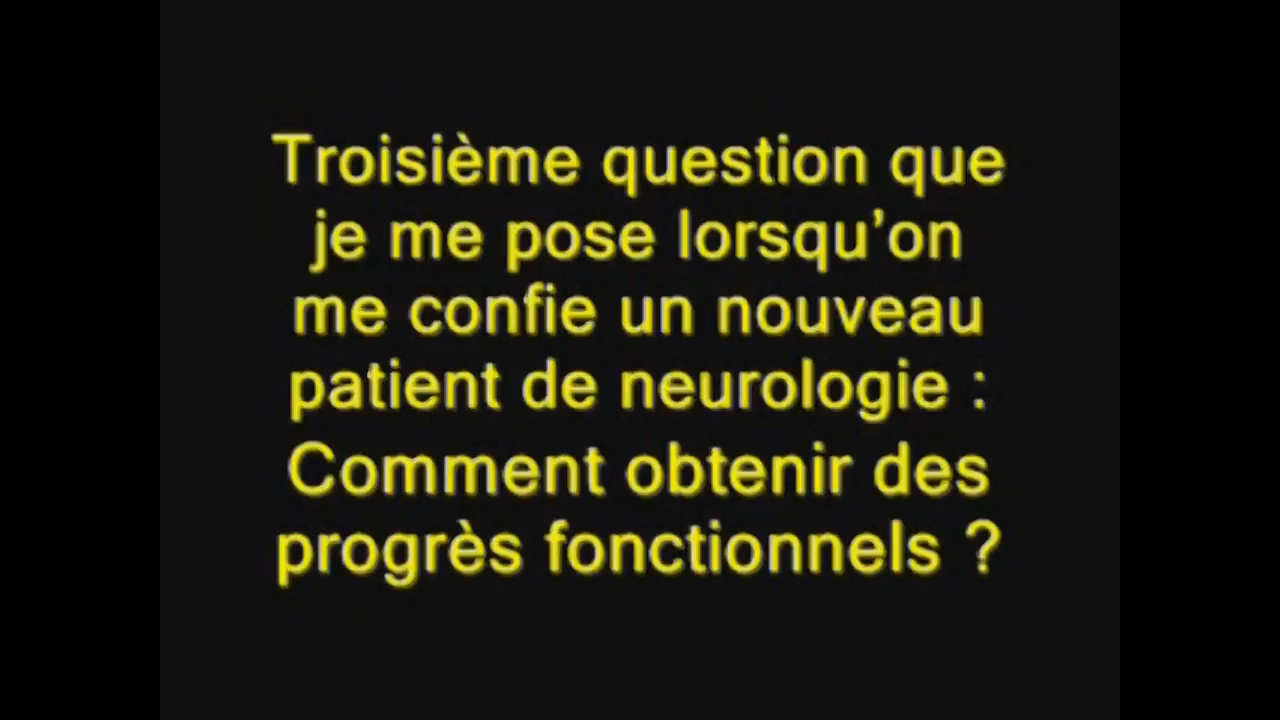 Troisième question que
je me pose lorsqu’on
me confie un nouveau
patient de neurologie :
Comment obtenir des
progrès fonctionnels ?